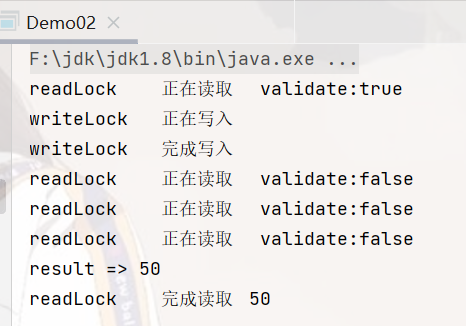 Demo02
F:\jdk\jdk1.8\bin\java.exe ...
readLock 正在读取 validate:true
writeLock 正在写入
writeLock 完成写入
readLock 正在读取 validate:false
readLock 正在读取 validate:false
readLock 正在读取 validate:false
result => 50
readLock 完成读取 50